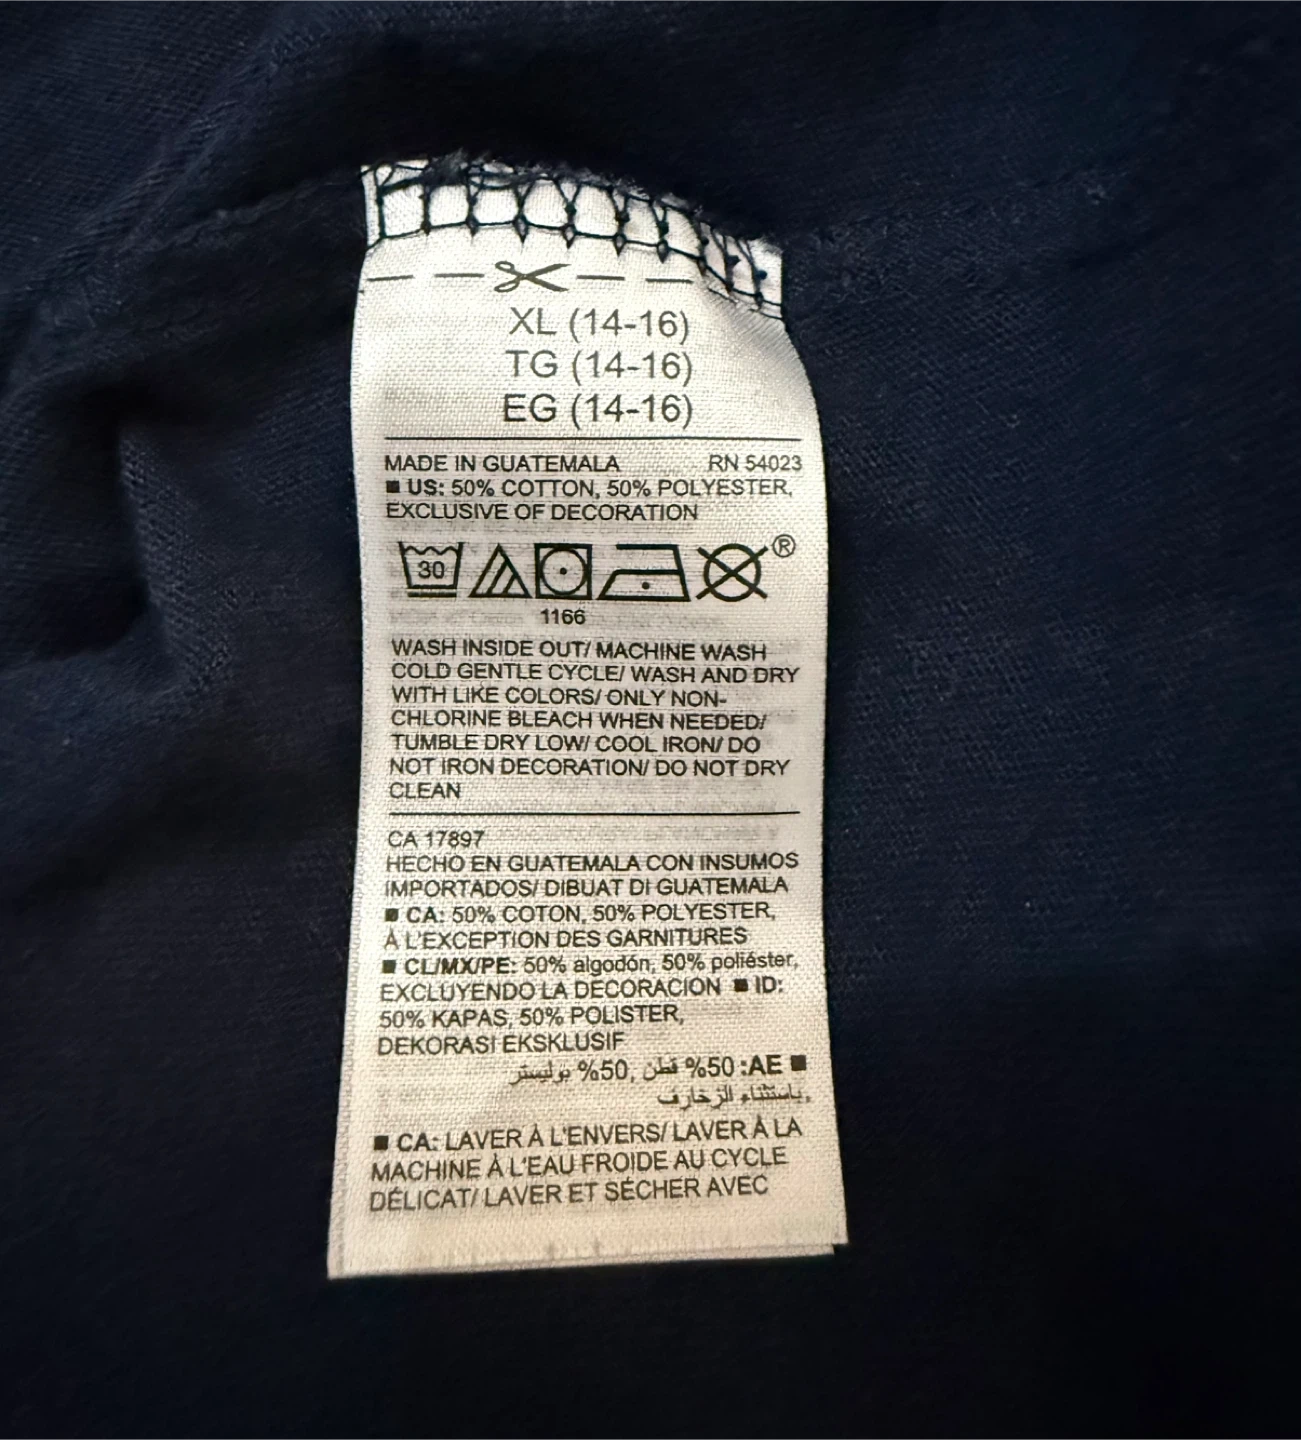 XL (14-16)
TG (14-16)
EG (14-16)
MADE IN GUATEMALA RN 54023
■ US: 50% COTTON, 50% POLYESTER,
EXCLUSIVE OF DECORATION
30 ®
1166
WASH INSIDE OUT/ MACHINE WASH
COLD GENTLE CYCLE/ WASH AND DRY
WITH LIKE COLORS/ ONLY NON-
CHLORINE BLEACH WHEN NEEDED/
TUMBLE DRY LOW/ COOL IRON/ DO
NOT IRON DECORATION/ DO NOT DRY
CLEAN
CA 17897
HECHO EN GUATEMALA CON INSUMOS
IMPORTADOS/ DIBUAT DI GUATEMALA
■ CA: 50% COTON, 50% POLYESTER,
À L'EXCEPTION DES GARNITURES
■ CL/MX/PE: 50% algodón, 50% poliéster,
EXCLUYENDO LA DECORACION ■ ID:
50% KAPAS, 50% POLISTER,
DEKORASI EKSKLUSIF
■ AE: 50% قطن, 50% بوليستر
باستثناء الزخارف.
■ CA: LAVER À L'ENVERS/ LAVER À LA
MACHINE À L'EAU FROIDE AU CYCLE
DÉLICAT/ LAVER ET SÉCHER AVEC